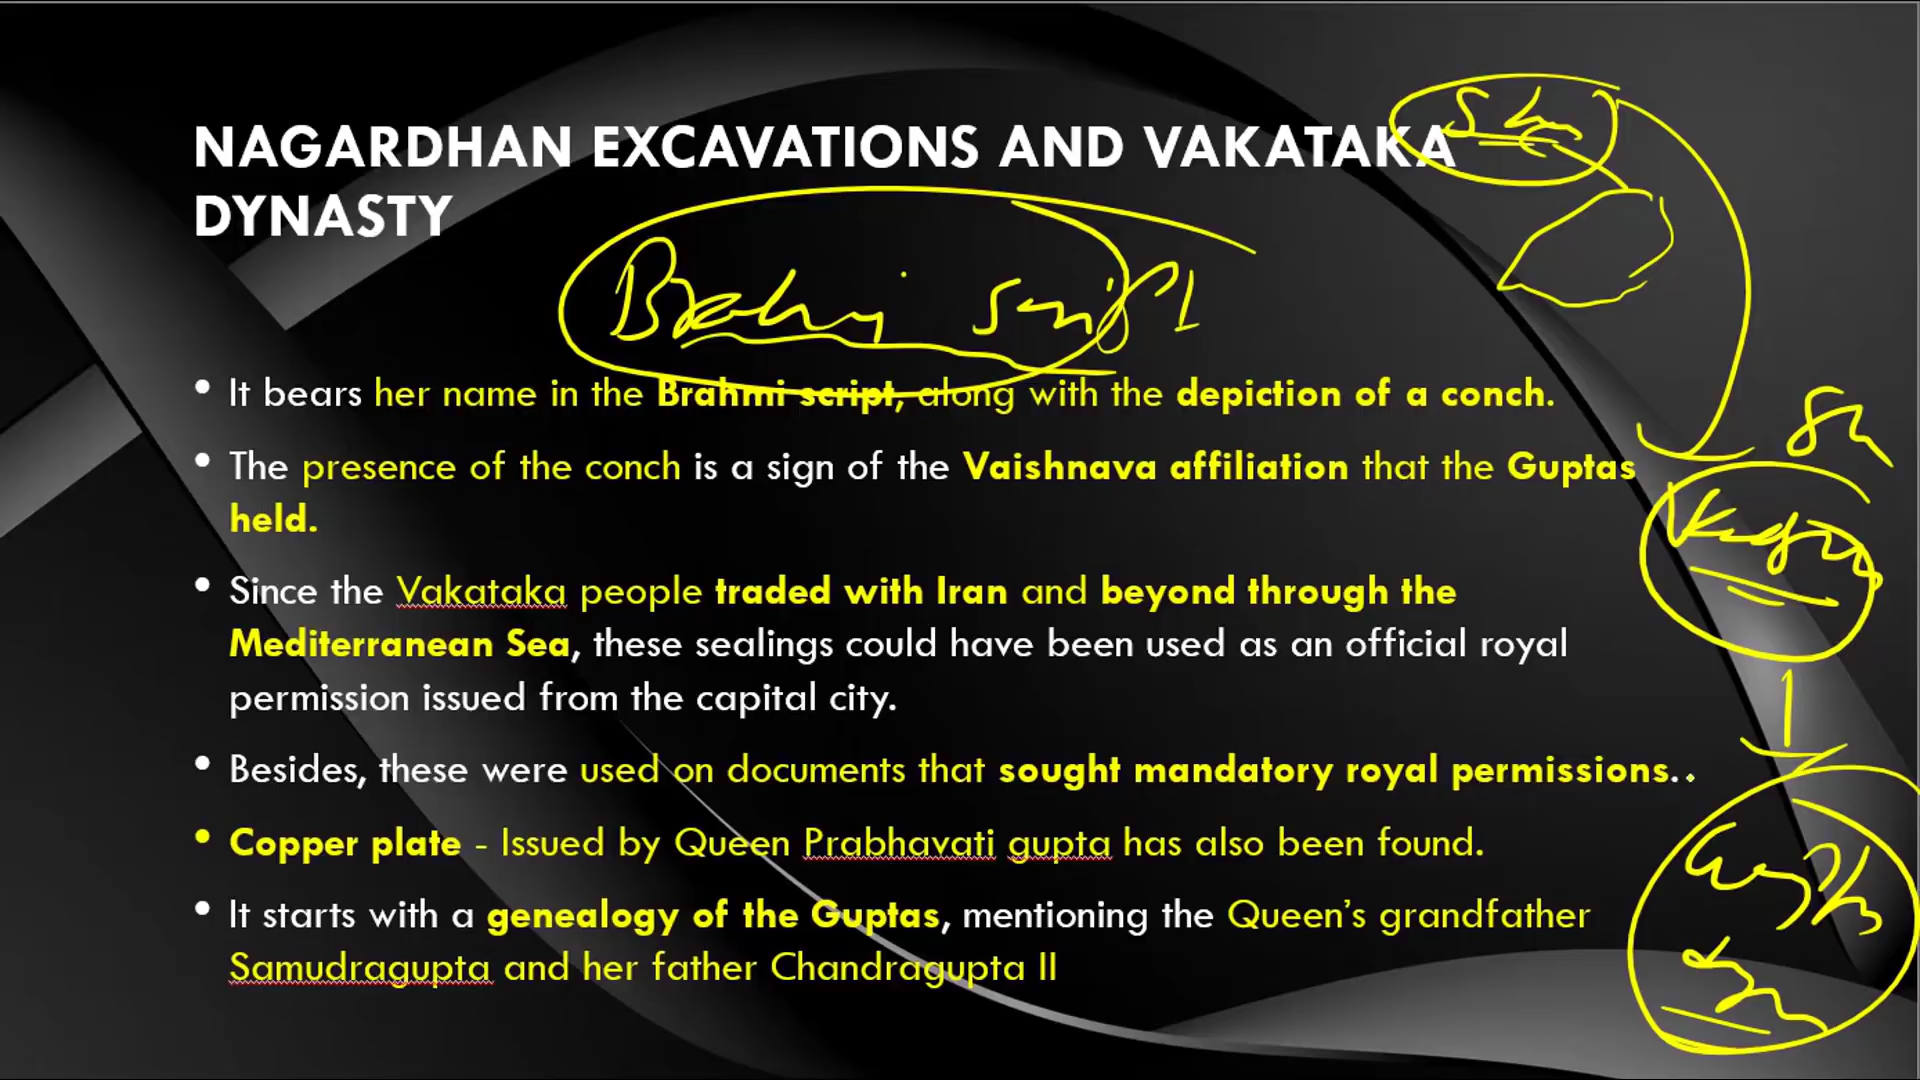 NAGARDHAN EXCAVATIONS AND VAKATAKA
DYNASTY
Brahmi script
• It bears her name in the Brahmi script, along with the depiction of a conch.
• The presence of the conch is a sign of the Vaishnava affiliation that the Guptas
held.
• Since the Vakataka people traded with Iran and beyond through the
Mediterranean Sea, these sealings could have been used as an official royal
permission issued from the capital city.
• Besides, these were used on documents that sought mandatory royal permissions..
• Copper plate - Issued by Queen Prabhavati gupta has also been found.
• It starts with a genealogy of the Guptas, mentioning the Queen’s grandfather
Samudragupta and her father Chandragupta II